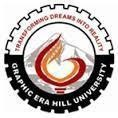 TRANSFORMING DREAMS INTO REALITY
GRAPHIC ERA HILL UNIVERSITY